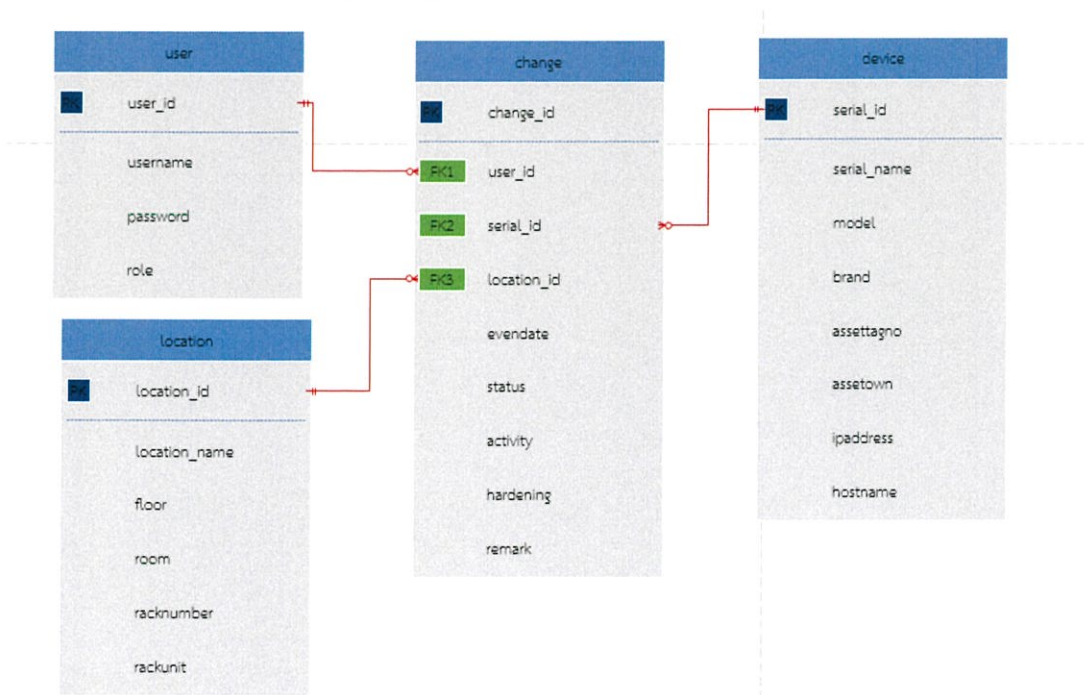 user
PK user_id
username
password
role
location
PK location_id
location_name
floor
room
racknumber
rackunit
change
PK change_id
FK1 user_id
FK2 serial_id
FK3 location_id
evendate
status
activity
hardening
remark
device
PK serial_id
serial_name
model
brand
assettagno
assetown
ipaddress
hostname